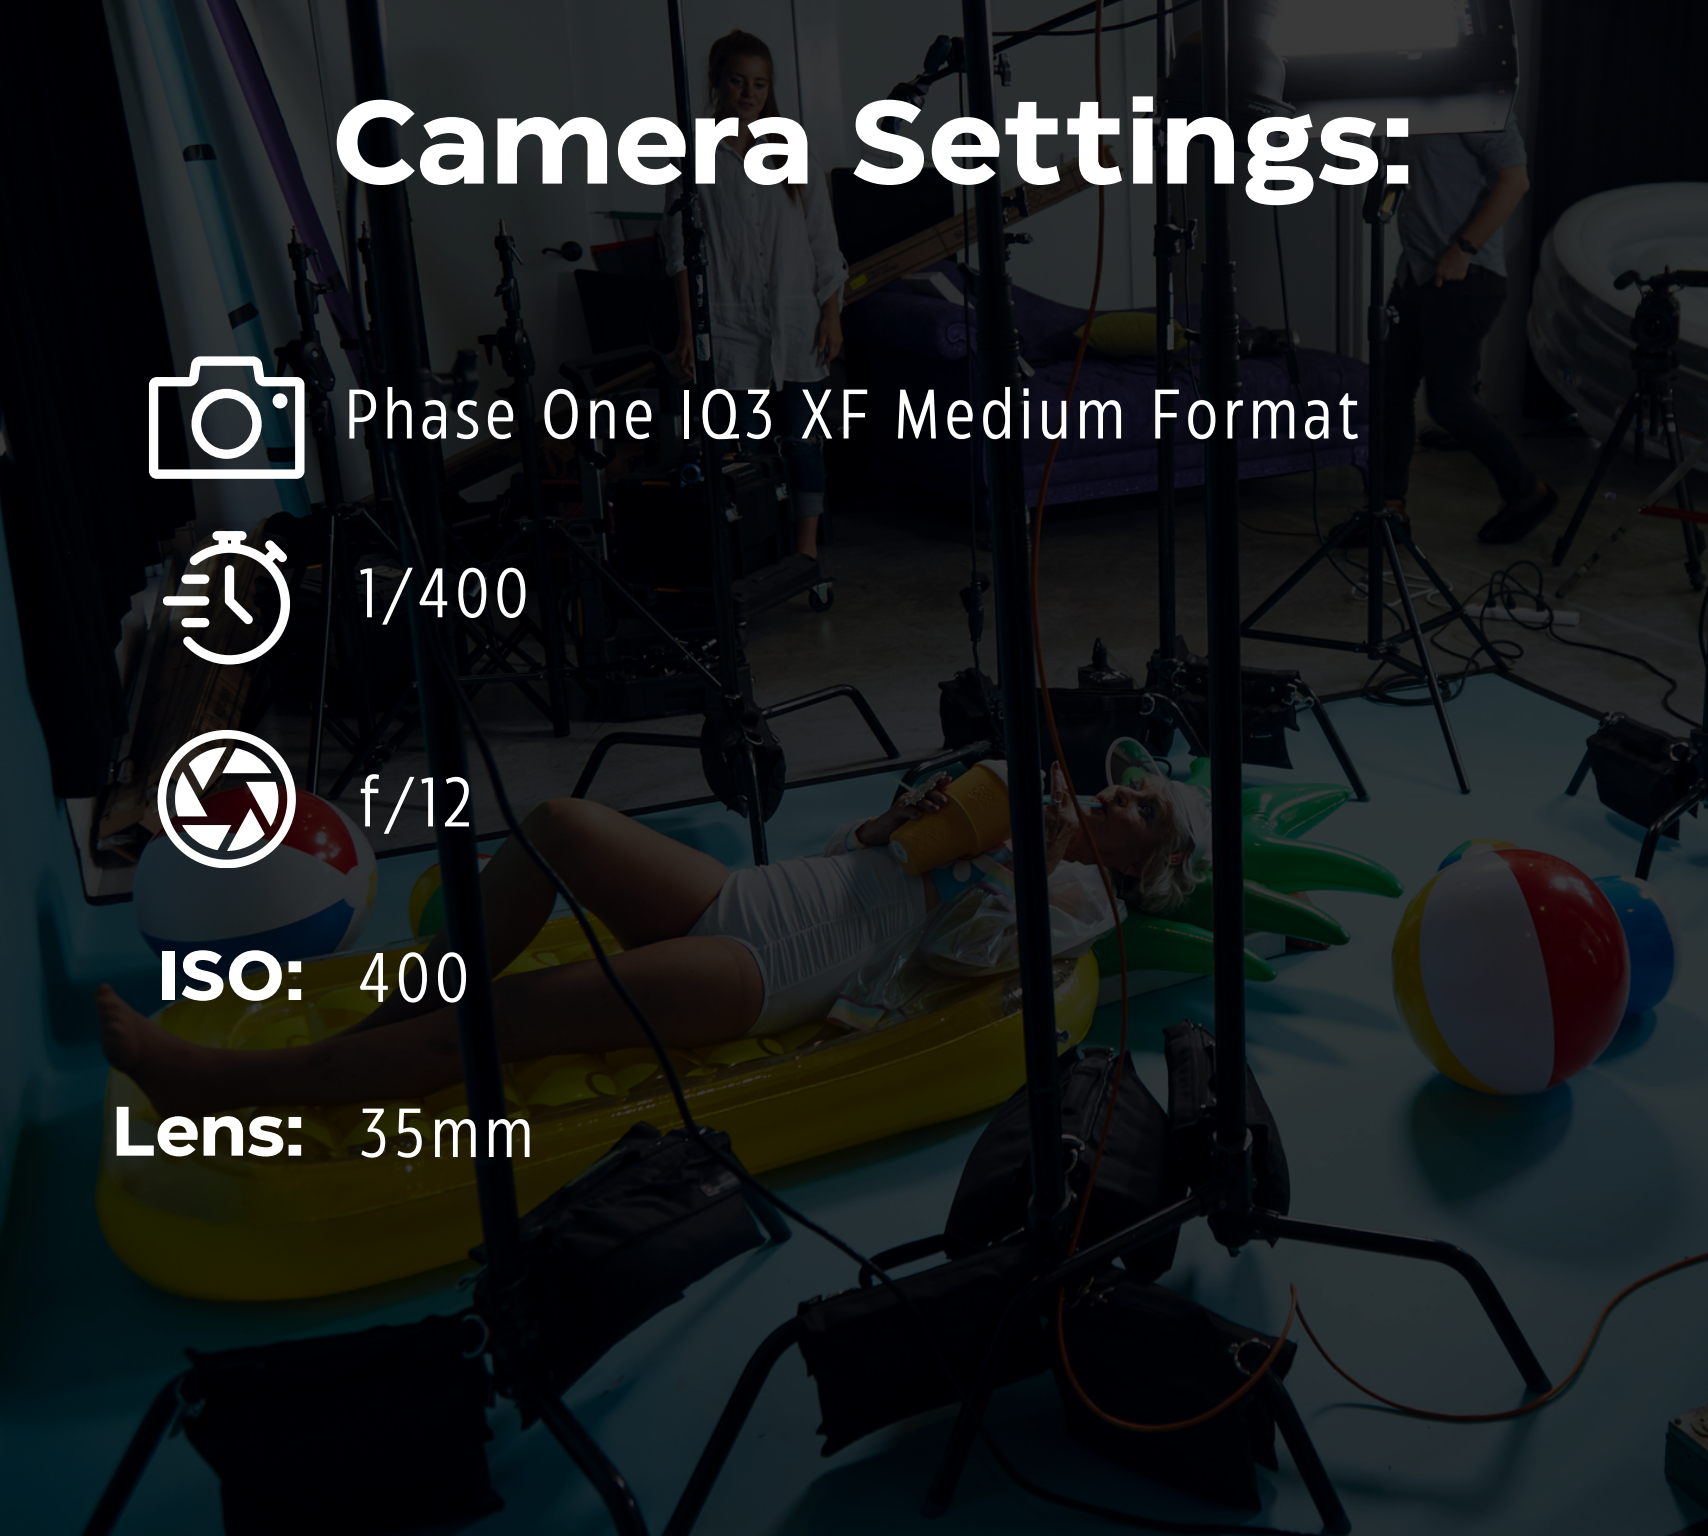 Camera Settings:
Phase One IQ3 XF Medium Format
1/400
f/12
ISO: 400
Lens: 35mm